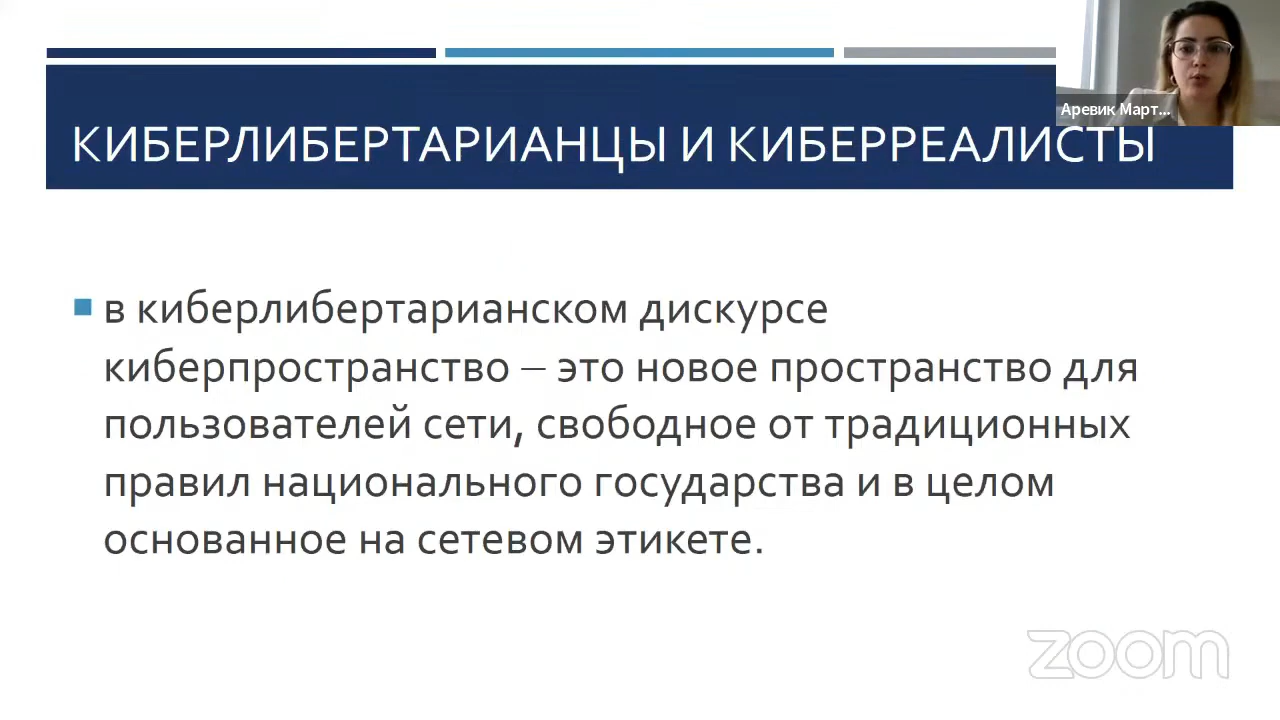 Аревик Март...
КИБЕРЛИБЕРТАРИАНЦЫ И КИБЕРРЕАЛИСТЫ
в киберлибертарианском дискурсе
киберпространство – это новое пространство для
пользователей сети, свободное от традиционных
правил национального государства и в целом
основанное на сетевом этикете.
zoom